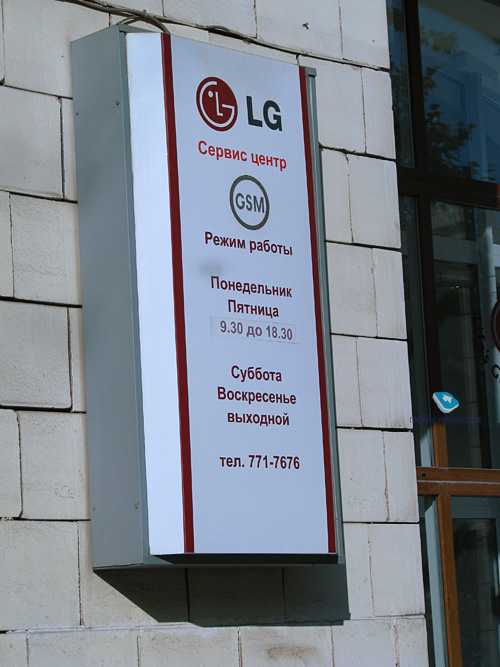 LG
Сервис центр
GSM
Режим работы
Понедельник
Пятница
9.30 до 18.30
Суббота
Воскресенье
выходной
тел. 771-7676